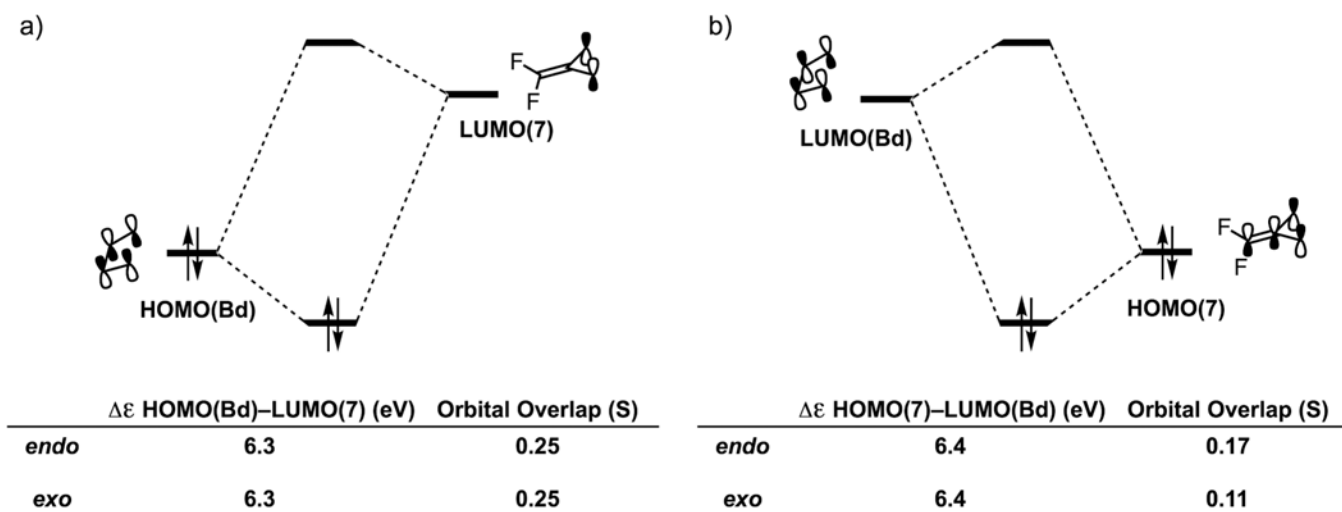 a)
F
F
LUMO(7)
HOMO(Bd)
Δε HOMO(Bd)–LUMO(7) (eV) Orbital Overlap (S)
endo 6.3 0.25
exo 6.3 0.25
b)
LUMO(Bd)
F
F
HOMO(7)
Δε HOMO(7)–LUMO(Bd) (eV) Orbital Overlap (S)
endo 6.4 0.17
exo 6.4 0.11